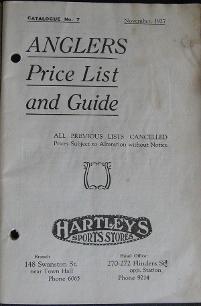 CATALOGUE No. 7
November, 1927
ANGLERS
Price List
and Guide
ALL PREVIOUS LISTS CANCELLED
Prices Subject to Alteration without Notice
HARTLEY'S
SPORTS STORES
Branch
148 Swanston St.
near Town Hall
Phone 6065
Head Office
270-272 Flinders St.
opp. Station,
Phone 9214